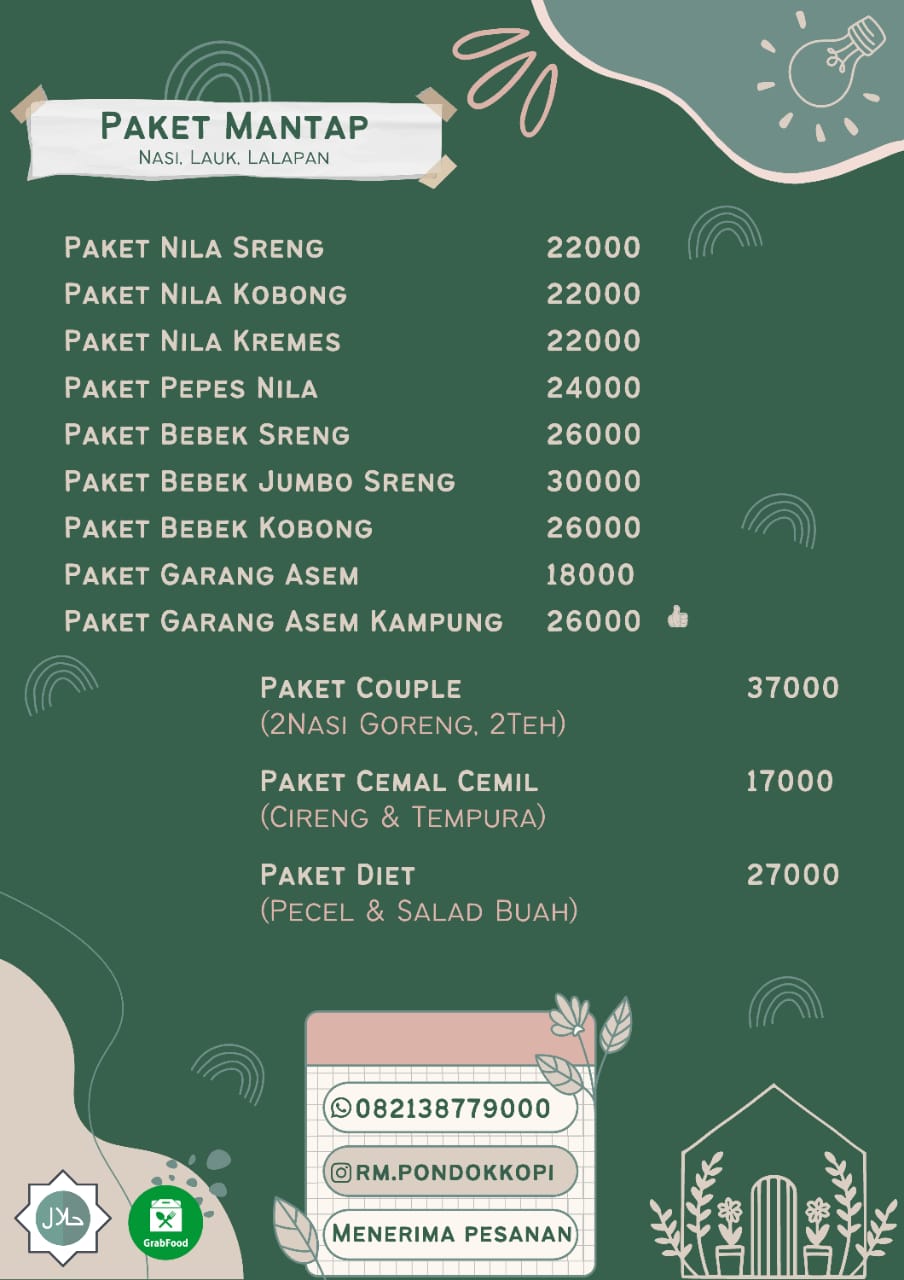 Paket Mantap
Nasi, Lauk, Lalapan
Paket Nila Sreng 22000
Paket Nila Kobong 22000
Paket Nila Kremes 22000
Paket Pepes Nila 24000
Paket Bebek Sreng 26000
Paket Bebek Jumbo Sreng 30000
Paket Bebek Kobong 26000
Paket Garang Asem 18000
Paket Garang Asem Kampung 26000
Paket Couple 37000
(2Nasi Goreng, 2Teh)
Paket Cemal Cemil 17000
(Cireng & Tempura)
Paket Diet 27000
(Pecel & Salad Buah)
082138779000
rm.pondokkopi
Menerima pesanan
حلال
GrabFood